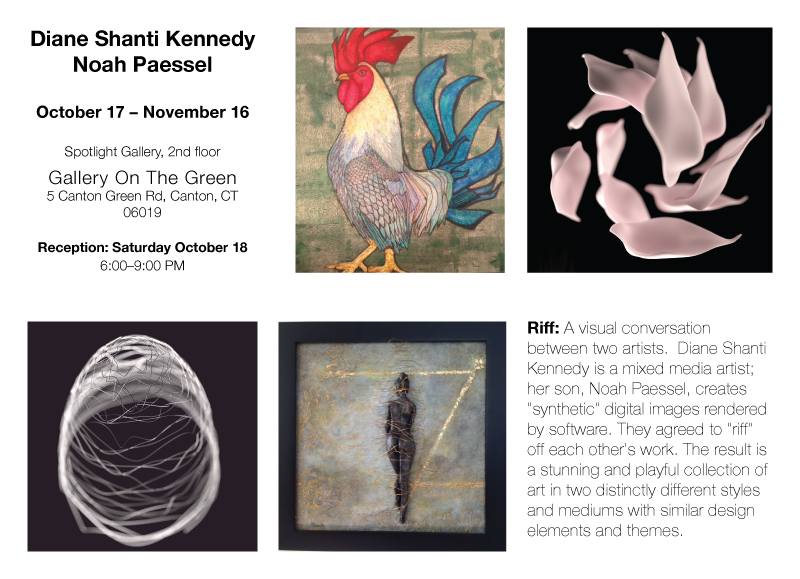 Diane Shanti Kennedy
Noah Paessel
October 17 – November 16
Spotlight Gallery, 2nd floor
Gallery On The Green
5 Canton Green Rd, Canton, CT
06019
Reception: Saturday October 18
6:00–9:00 PM
Riff: A visual conversation
between two artists.  Diane Shanti
Kennedy is a mixed media artist;
her son, Noah Paessel, creates
"synthetic" digital images rendered
by software. They agreed to "riff"
off each other's work. The result is
a stunning and playful collection of
art in two distinctly different styles
and mediums with similar design
elements and themes.